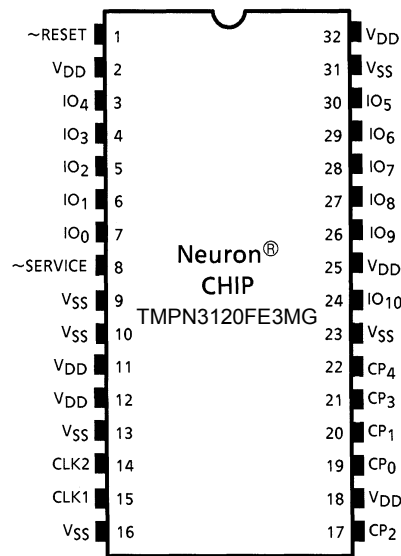 ~RESET 1 32 VDD
VDD 2 31 VSS
IO4 3 30 IO5
IO3 4 29 IO6
IO2 5 28 IO7
IO1 6 27 IO8
IO0 7 26 IO9
~SERVICE 8 25 VDD
VSS 9 24 IO10
VSS 10 23 VSS
VDD 11 22 CP4
VDD 12 21 CP3
VSS 13 20 CP1
CLK2 14 19 CP0
CLK1 15 18 VDD
VSS 16 17 CP2
Neuron®
CHIP
TMPN3120FE3MG